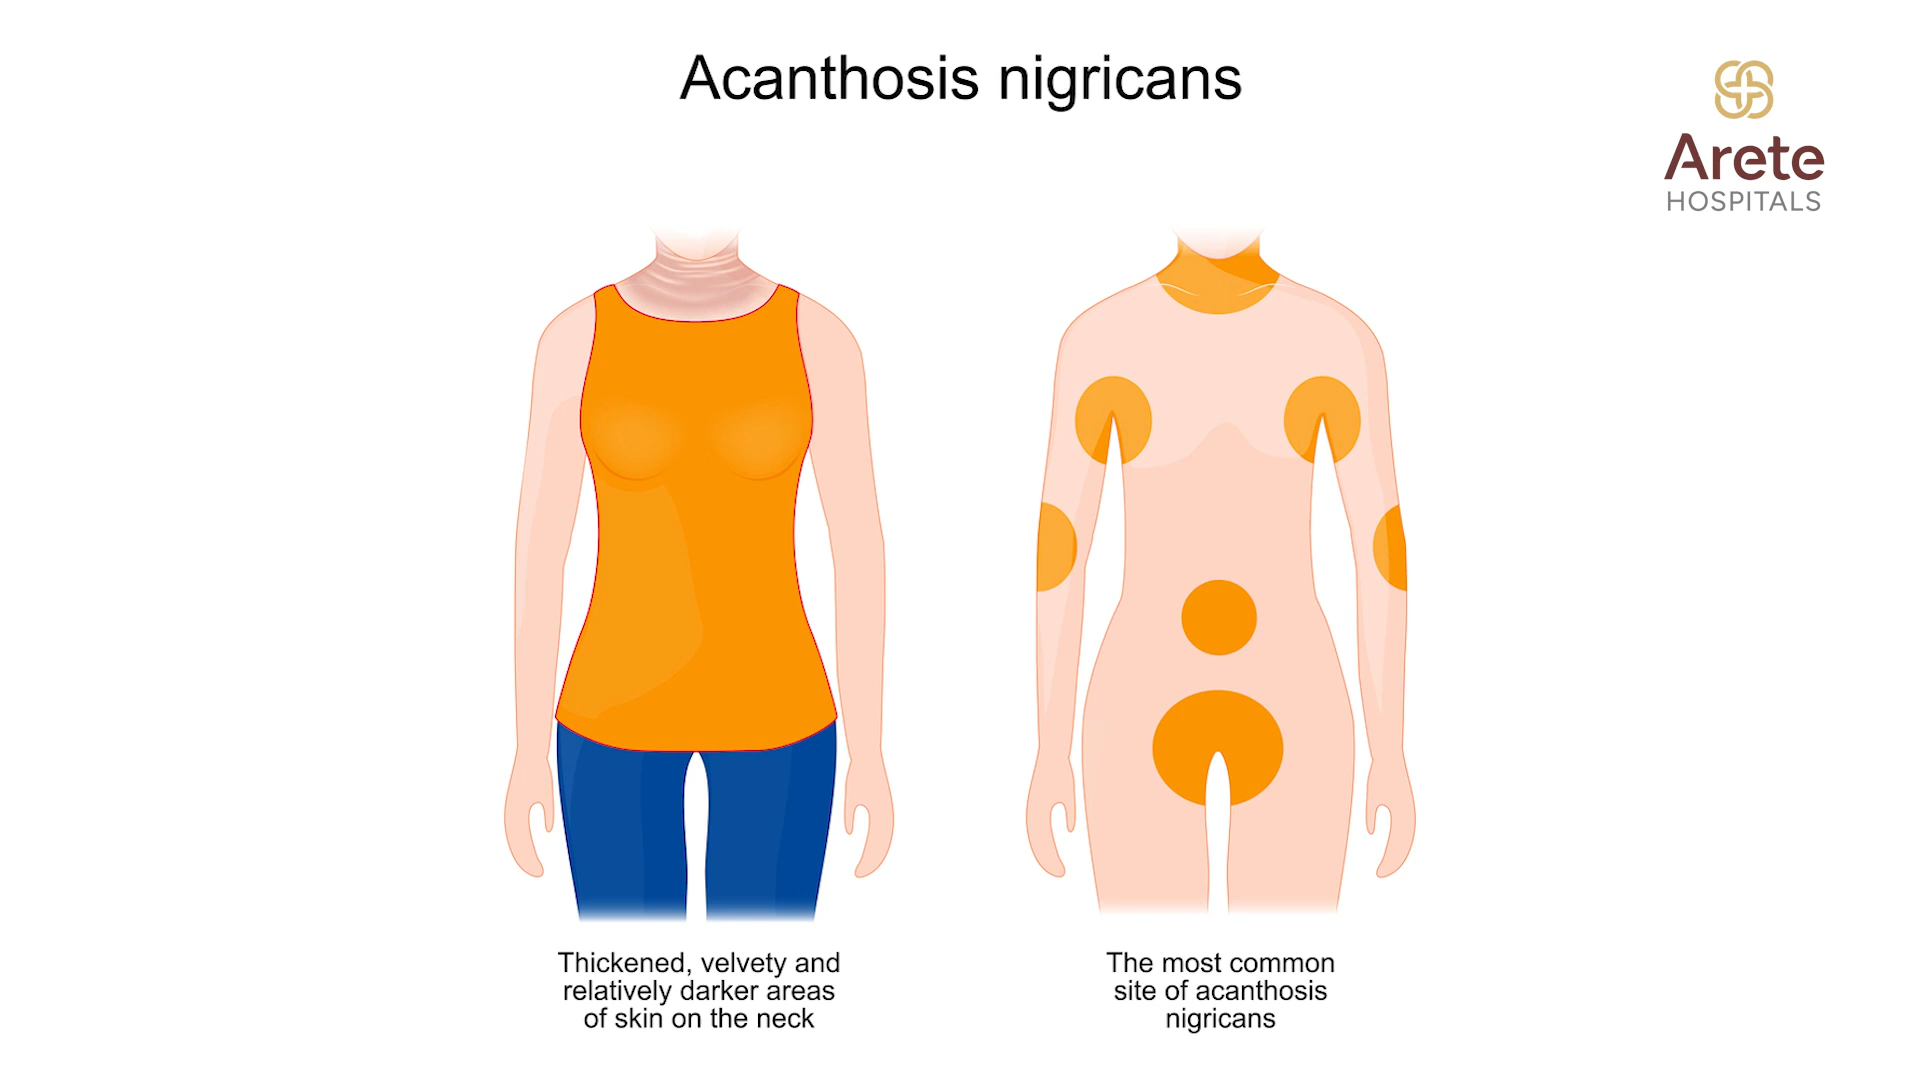 Acanthosis nigricans
Arete
HOSPITALS
Thickened, velvety and
relatively darker areas
of skin on the neck
The most common
site of acanthosis
nigricans